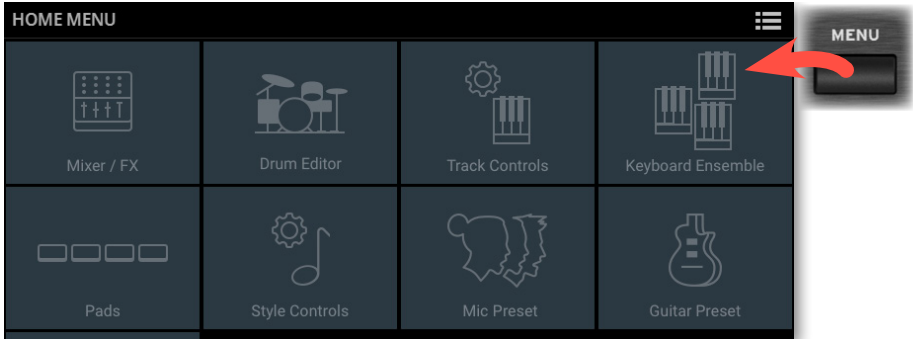 HOME MENU
MENU
Mixer / FX
Drum Editor
Track Controls
Keyboard Ensemble
Pads
Style Controls
Mic Preset
Guitar Preset